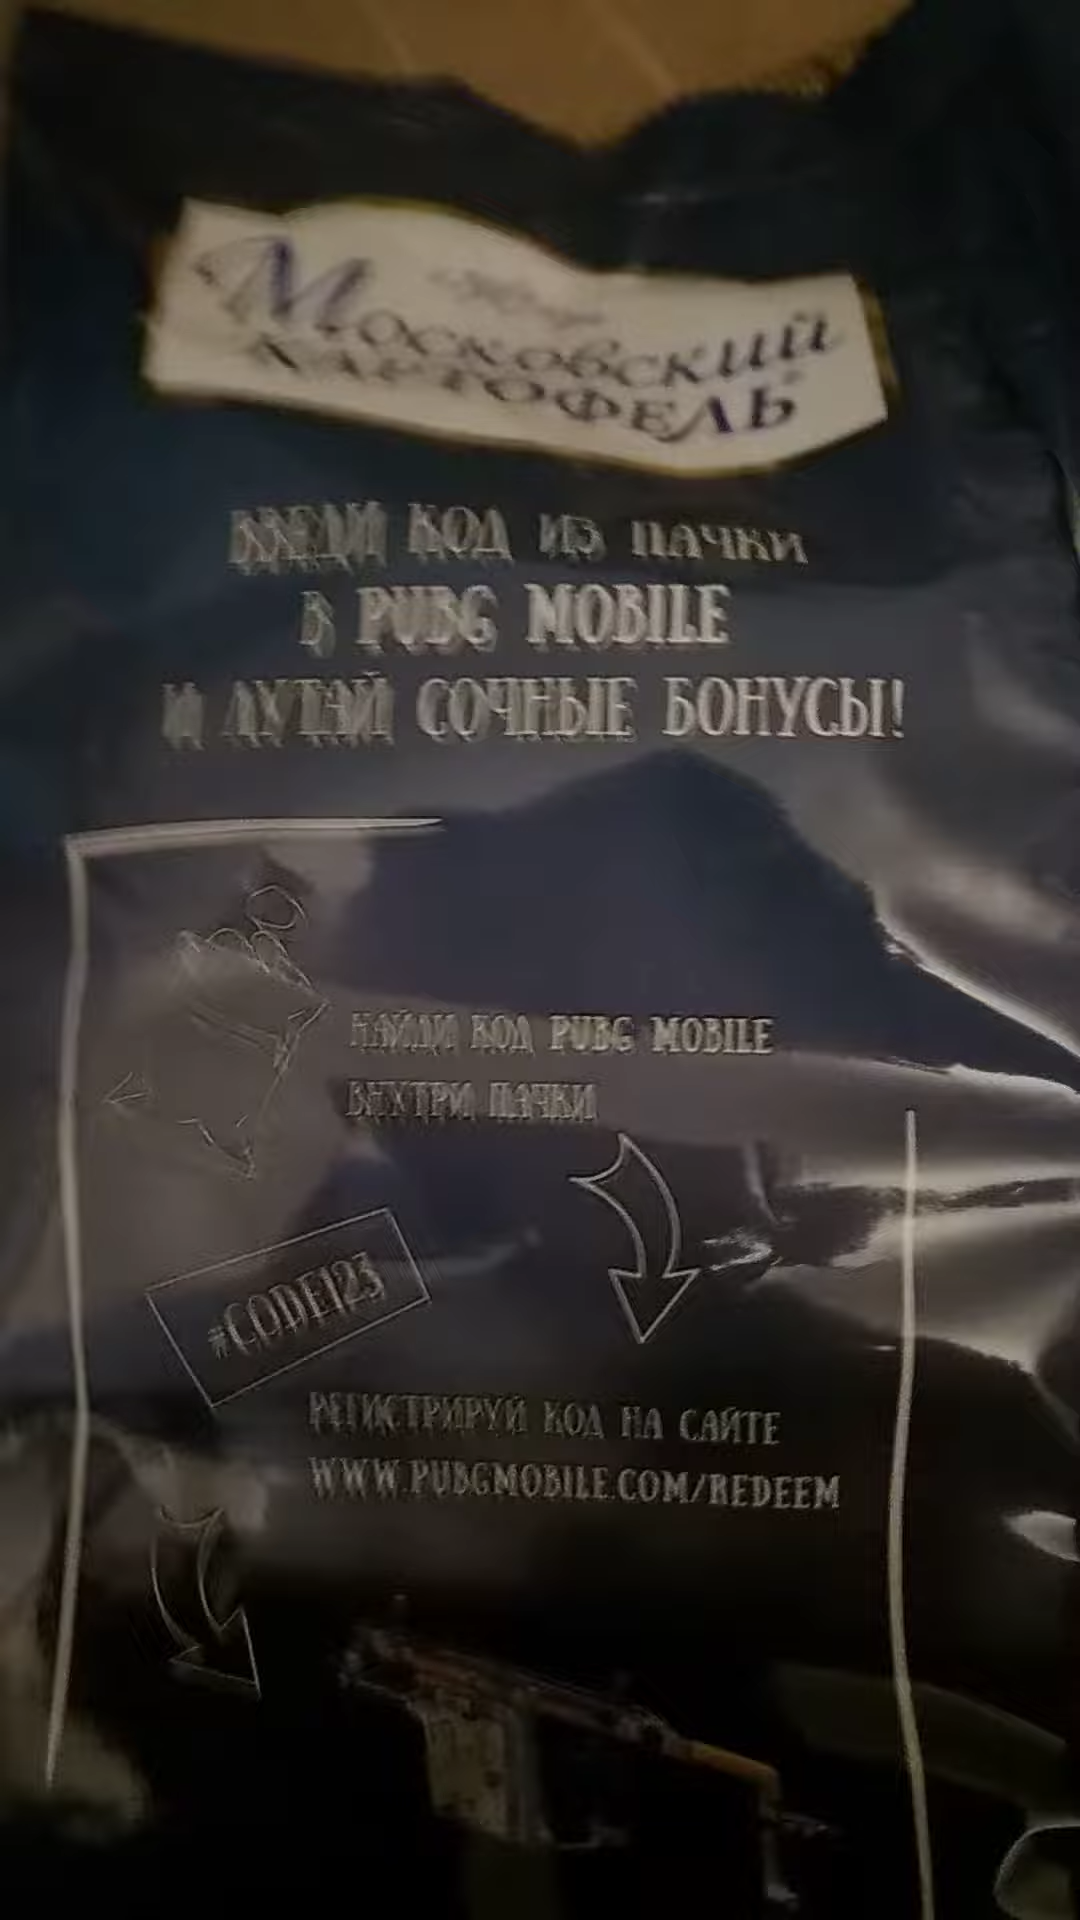 Московский
КАРТОФЕЛЬ
ВВЕДИ КОД ИЗ ПАЧКИ
В PUBG MOBILE
И ЛУТАЙ СОЧНЫЕ БОНУСЫ!
НАЙДИ КОД PUBG MOBILE
ВНУТРИ ПАЧКИ
#CODE123
РЕГИСТРИРУЙ КОД НА САЙТЕ
WWW.PUBGMOBILE.COM/REDEEM